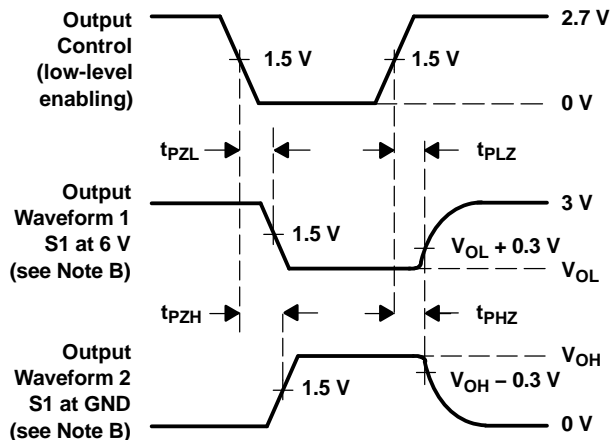 Output
Control
(low-level
enabling)
2.7 V
1.5 V
1.5 V
0 V
tPZL
tPLZ
Output
Waveform 1
S1 at 6 V
(see Note B)
3 V
1.5 V
VOL + 0.3 V
VOL
tPZH
tPHZ
Output
Waveform 2
S1 at GND
(see Note B)
VOH
1.5 V
VOH − 0.3 V
0 V